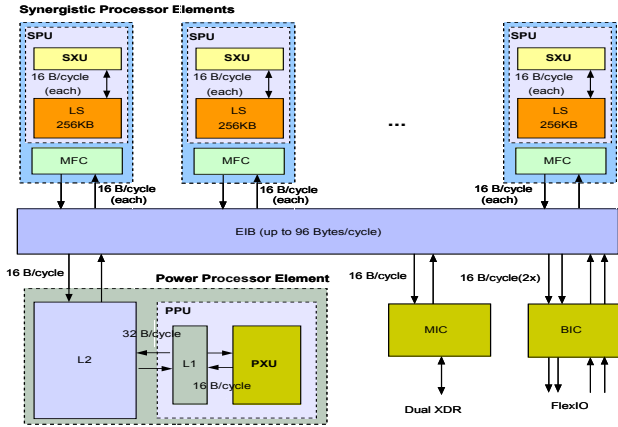 Synergistic Processor Elements
SPU
SXU
16 B/cycle
(each)
LS
256KB
MFC
16 B/cycle
(each)
SPU
SXU
16 B/cycle
(each)
LS
256KB
MFC
16 B/cycle
(each)
...
SPU
SXU
16 B/cycle
(each)
LS
256KB
MFC
16 B/cycle
(each)
EIB (up to 96 Bytes/cycle)
16 B/cycle
Power Processor Element
L2
PPU
32 B/cycle
L1
16 B/cycle
PXU
16 B/cycle
MIC
Dual XDR
16 B/cycle(2x)
BIC
FlexIO